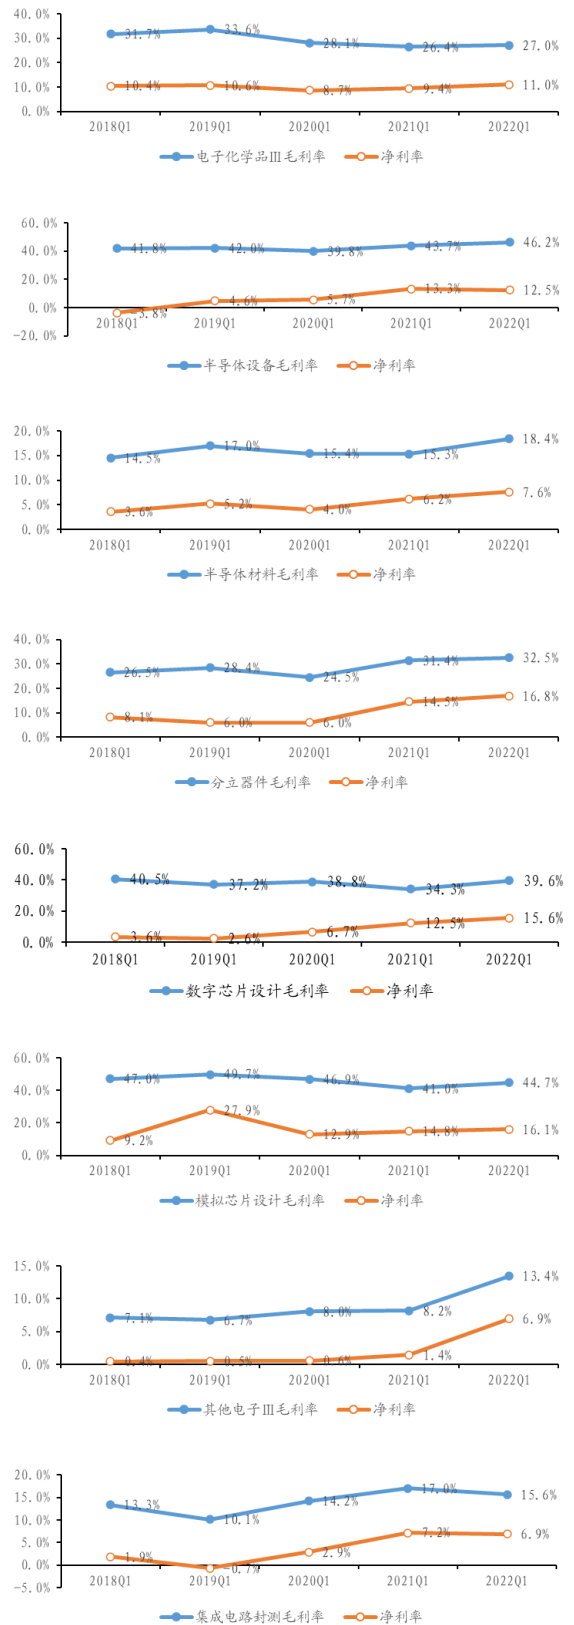 40.0%
30.0%
20.0%
10.0%
0.0%
31.7% 33.6% 28.1% 26.4% 27.0%
10.4% 10.6% 8.7% 9.4% 11.0%
2018Q1 2019Q1 2020Q1 2021Q1 2022Q1
电子化学品Ⅲ毛利率 净利率
60.0%
40.0%
20.0%
0.0%
-20.0%
41.8% 42.0% 39.8% 43.7% 46.2%
-3.8% 4.6% 5.7% 13.3% 12.5%
2018Q1 2019Q1 2020Q1 2021Q1 2022Q1
半导体设备毛利率 净利率
20.0%
15.0%
10.0%
5.0%
0.0%
14.5% 17.0% 15.4% 15.3% 18.4%
3.6% 5.2% 4.0% 6.2% 7.6%
2018Q1 2019Q1 2020Q1 2021Q1 2022Q1
半导体材料毛利率 净利率
40.0%
30.0%
20.0%
10.0%
0.0%
26.5% 28.4% 24.5% 31.4% 32.5%
8.1% 6.0% 6.0% 14.5% 16.8%
2018Q1 2019Q1 2020Q1 2021Q1 2022Q1
分立器件毛利率 净利率
60.0%
40.0%
20.0%
0.0%
40.5% 37.2% 38.8% 34.3% 39.6%
3.6% 2.6% 6.7% 12.5% 15.6%
2018Q1 2019Q1 2020Q1 2021Q1 2022Q1
数字芯片设计毛利率 净利率
60.0%
40.0%
20.0%
0.0%
47.0% 49.7% 46.9% 41.0% 44.7%
9.2% 27.9% 12.9% 14.8% 16.1%
2018Q1 2019Q1 2020Q1 2021Q1 2022Q1
模拟芯片设计毛利率 净利率
15.0%
10.0%
5.0%
0.0%
7.1% 6.7% 8.0% 8.2% 13.4%
0.4% 0.5% 0.6% 1.4% 6.9%
2018Q1 2019Q1 2020Q1 2021Q1 2022Q1
其他电子Ⅲ毛利率 净利率
20.0%
15.0%
10.0%
5.0%
0.0%
-5.0%
13.3% 10.1% 14.2% 17.0% 15.6%
1.9% -0.7% 2.9% 7.2% 6.9%
2018Q1 2019Q1 2020Q1 2021Q1 2022Q1
集成电路封测毛利率 净利率